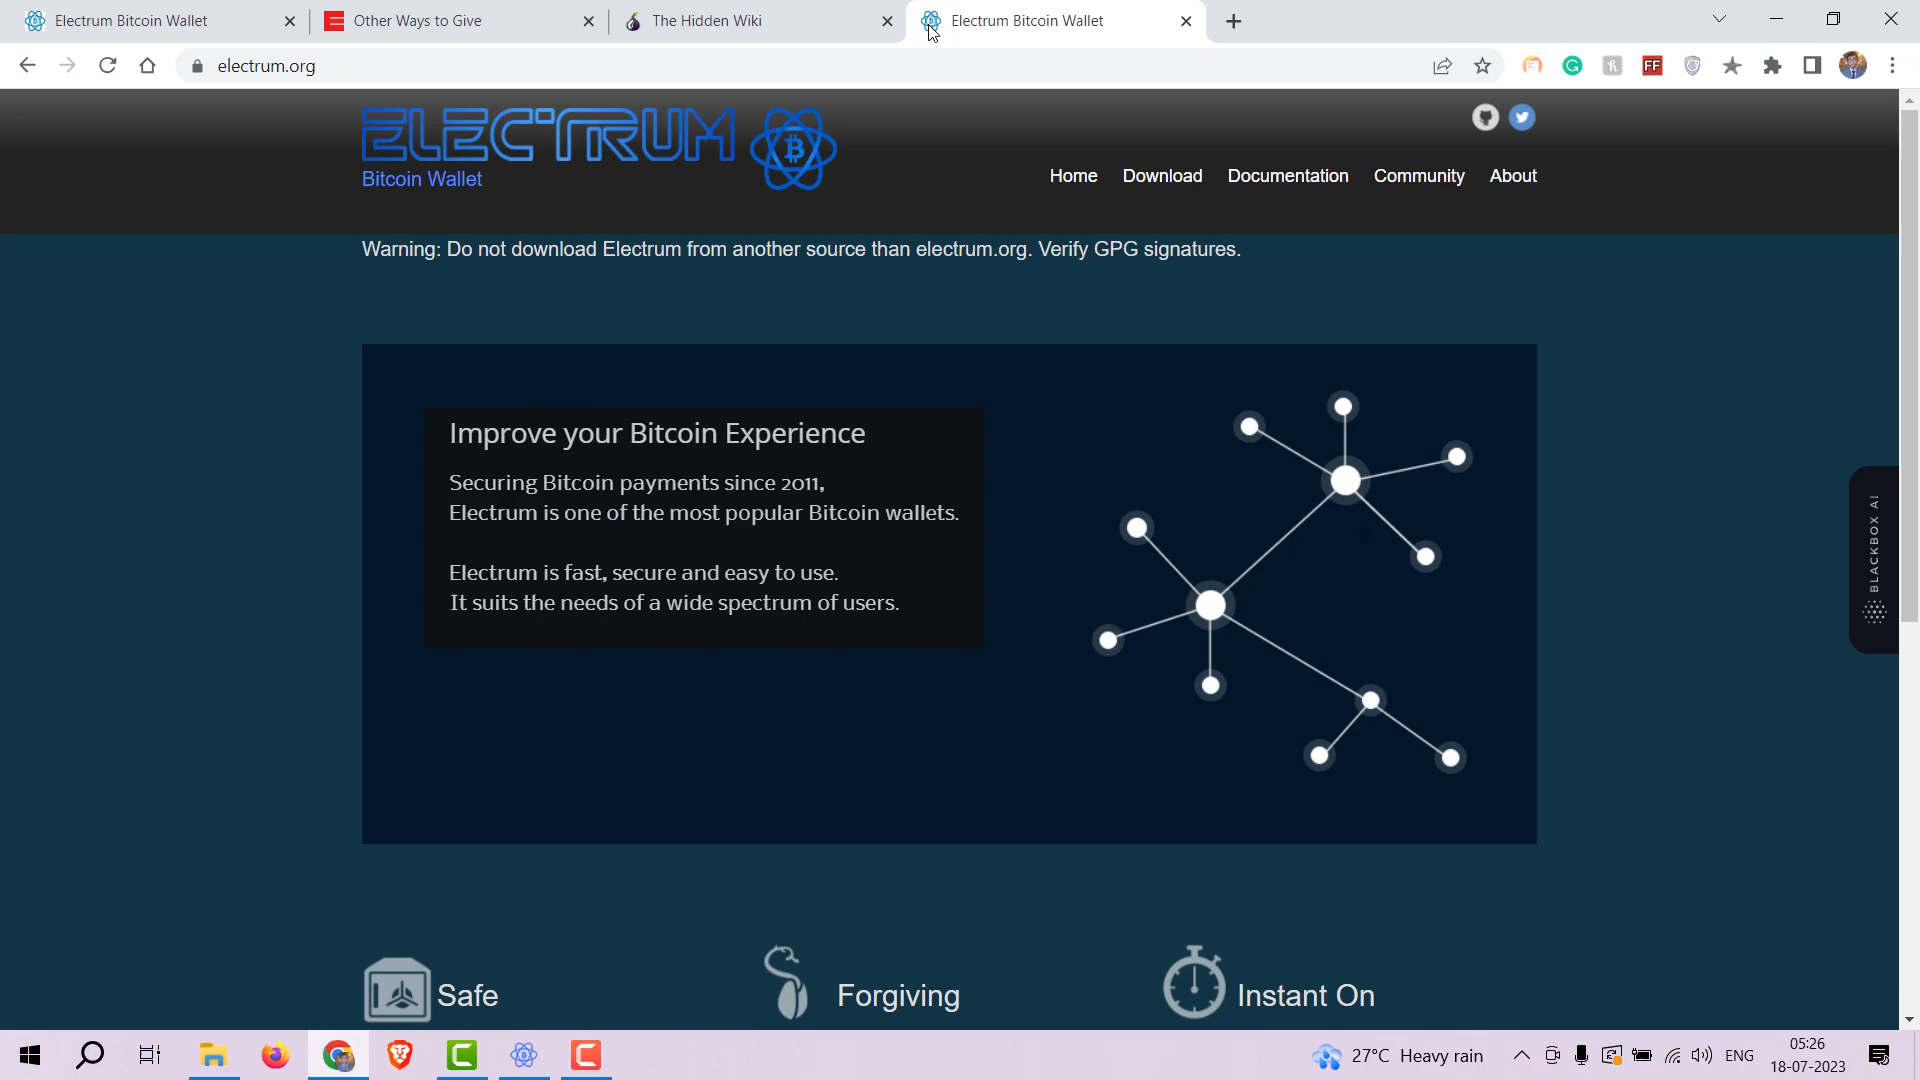 Electrum Bitcoin Wallet
Other Ways to Give
The Hidden Wiki
Electrum Bitcoin Wallet
electrum.org
FF
ELECTRUM
Bitcoin Wallet
Home Download Documentation Community About
Warning: Do not download Electrum from another source than electrum.org. Verify GPG signatures.
Improve your Bitcoin Experience
Securing Bitcoin payments since 2011,
Electrum is one of the most popular Bitcoin wallets.
Electrum is fast, secure and easy to use.
It suits the needs of a wide spectrum of users.
BLACKBOX AI
Safe
Forgiving
Instant On
27°C Heavy rain
ENG
05:26
18-07-2023